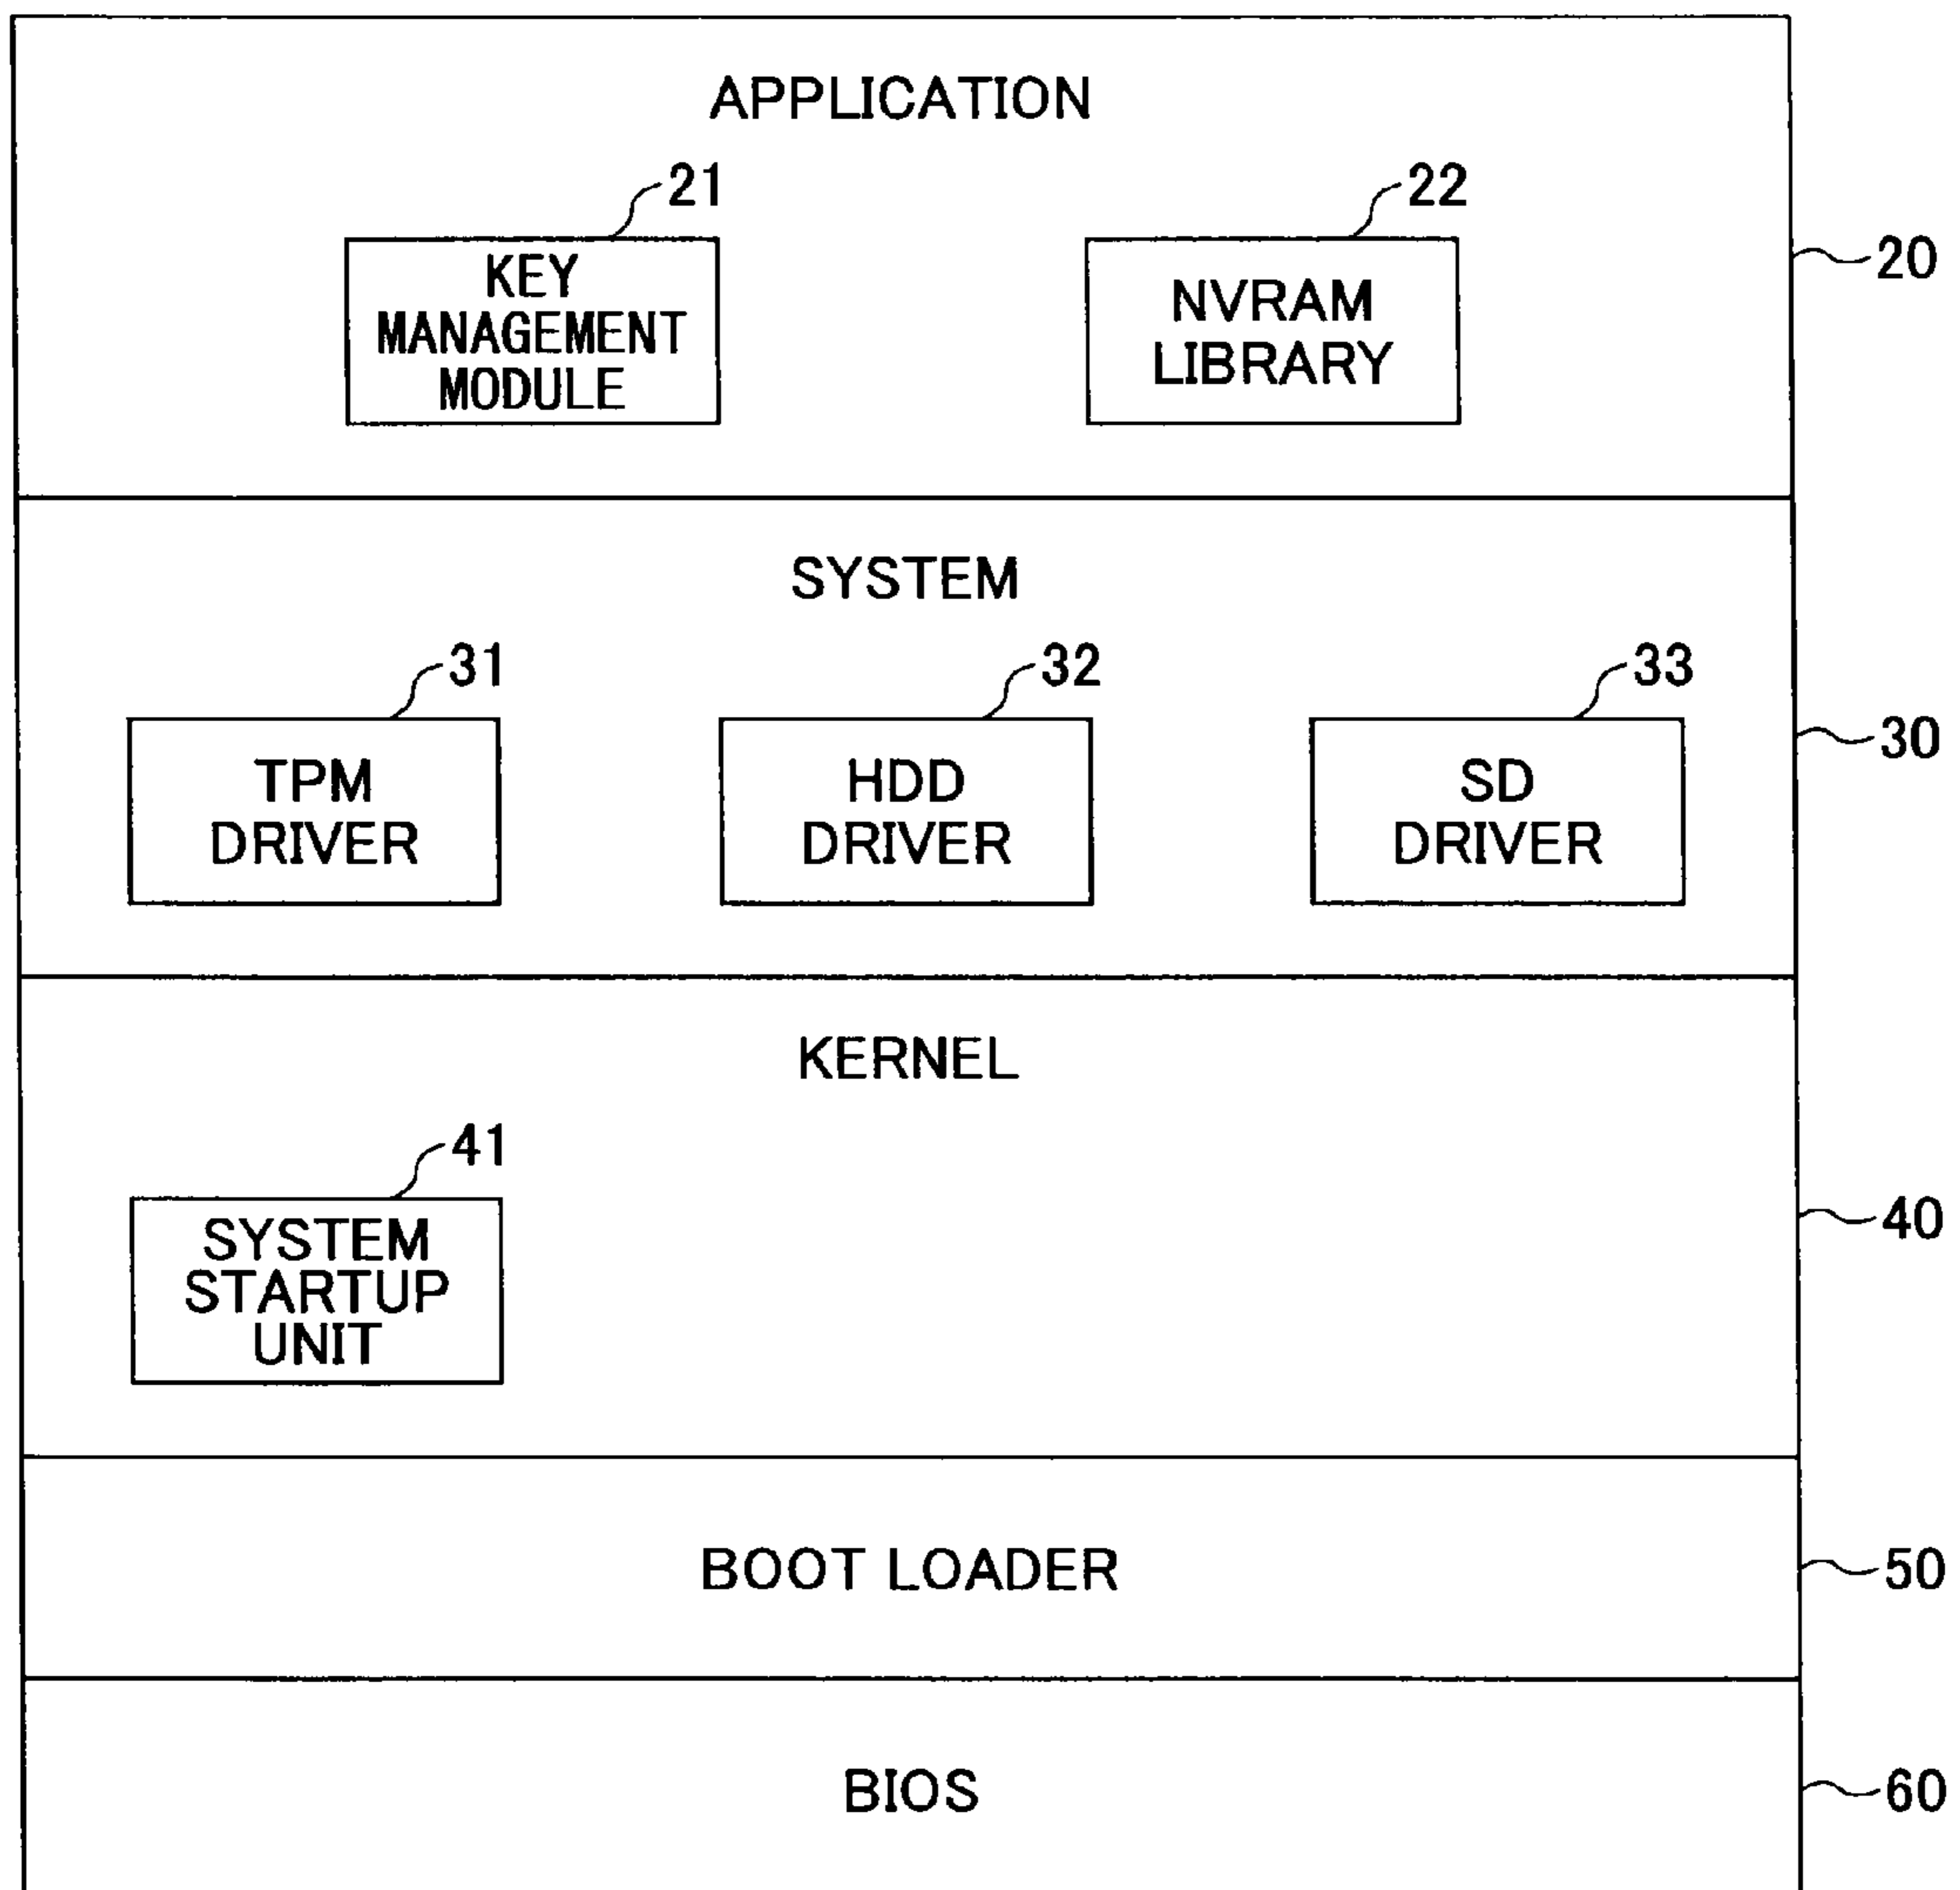 APPLICATION
21
22
KEY
MANAGEMENT
MODULE
NVRAM
LIBRARY
20
SYSTEM
31
32
33
TPM
DRIVER
HDD
DRIVER
SD
DRIVER
30
KERNEL
41
SYSTEM
STARTUP
UNIT
40
BOOT LOADER
50
BIOS
60